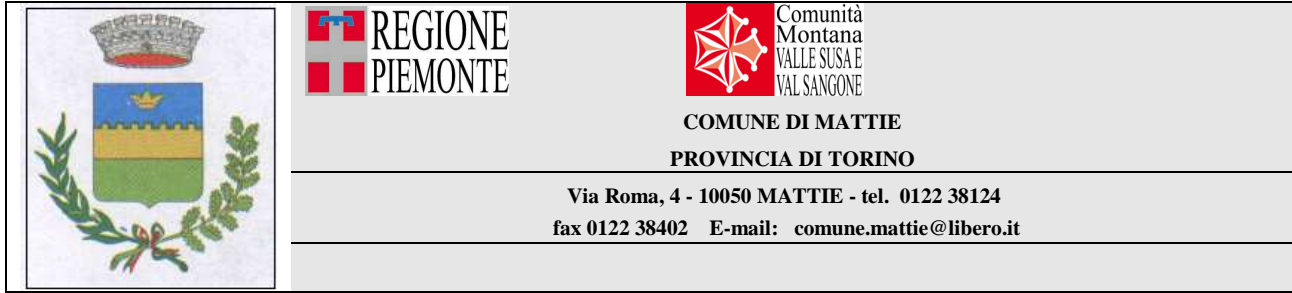 REGIONE
PIEMONTE
Comunità
Montana
VALLE SUSA E
VAL SANGONE
COMUNE DI MATTIE
PROVINCIA DI TORINO
Via Roma, 4 - 10050 MATTIE - tel. 0122 38124
fax 0122 38402 E-mail: comune.mattie@libero.it